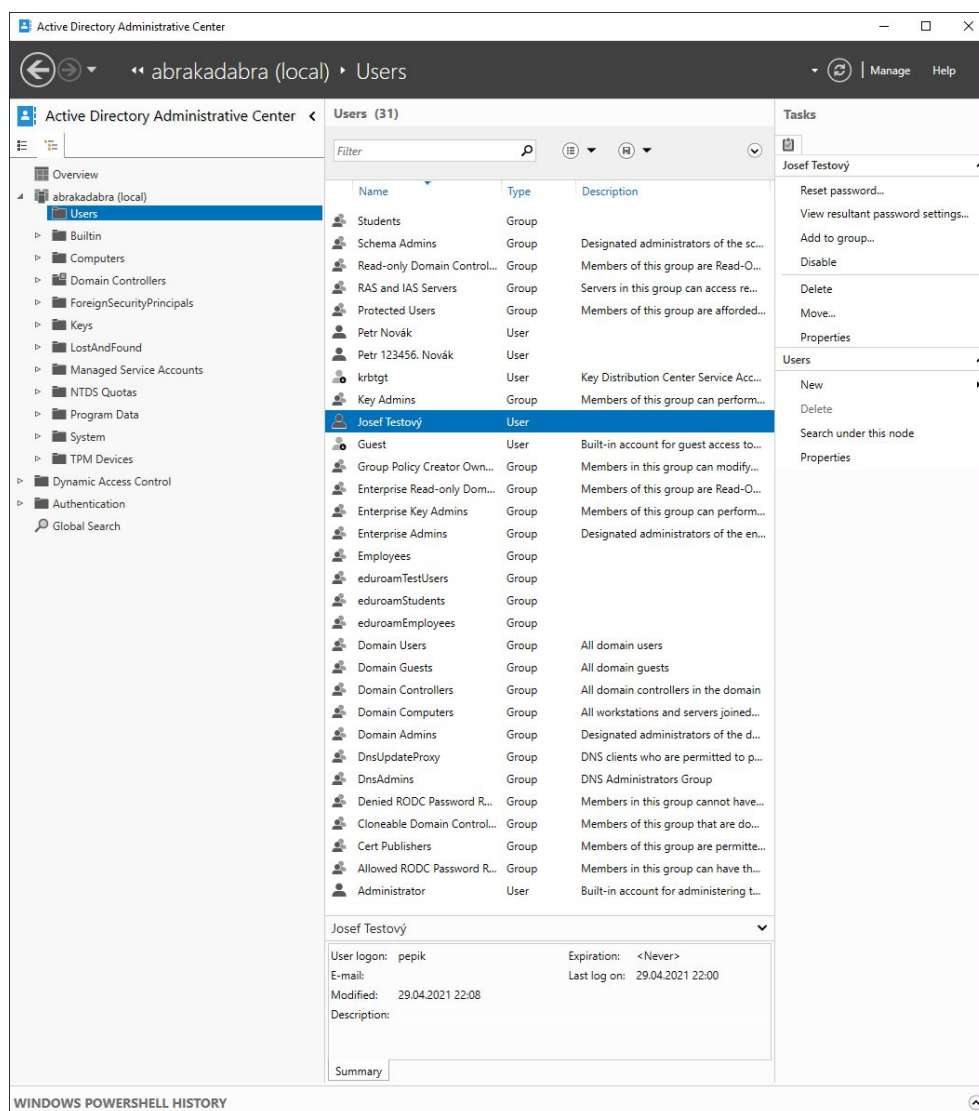 Active Directory Administrative Center
abrakadabra (local) Users
Manage Help
Active Directory Administrative Center
Overview
abrakadabra (local)
Users
Builtin
Computers
Domain Controllers
ForeignSecurityPrincipals
Keys
LostAndFound
Managed Service Accounts
NTDS Quotas
Program Data
System
TPM Devices
Dynamic Access Control
Authentication
Global Search
Users (31)
Filter
Name Type Description
Students Group
Schema Admins Group Designated administrators of the sc...
Read-only Domain Control... Group Members of this group are Read-O...
RAS and IAS Servers Group Servers in this group can access re...
Protected Users Group Members of this group are afforded...
Petr Novák User
Petr 123456. Novák User
krbtgt User Key Distribution Center Service Acc...
Key Admins Group Members of this group can perform...
Josef Testový User
Guest User Built-in account for guest access to...
Group Policy Creator Own... Group Members in this group can modify...
Enterprise Read-only Dom... Group Members of this group are Read-O...
Enterprise Key Admins Group Members of this group can perform...
Enterprise Admins Group Designated administrators of the en...
Employees Group
eduroamTestUsers Group
eduroamStudents Group
eduroamEmployees Group
Domain Users Group All domain users
Domain Guests Group All domain guests
Domain Controllers Group All domain controllers in the domain
Domain Computers Group All workstations and servers joined...
Domain Admins Group Designated administrators of the d...
DnsUpdateProxy Group DNS clients who are permitted to p...
DnsAdmins Group DNS Administrators Group
Denied RODC Password R... Group Members in this group cannot have...
Cloneable Domain Control... Group Members of this group that are do...
Cert Publishers Group Members of this group are permitte...
Allowed RODC Password R... Group Members in this group can have th...
Administrator User Built-in account for administering t...
Josef Testový
User logon: pepik Expiration: <Never>
E-mail: Last log on: 29.04.2021 22:00
Modified: 29.04.2021 22:08
Description:
Summary
Tasks
Josef Testový
Reset password...
View resultant password settings...
Add to group...
Disable
Delete
Move...
Properties
Users
New
Delete
Search under this node
Properties
WINDOWS POWERSHELL HISTORY